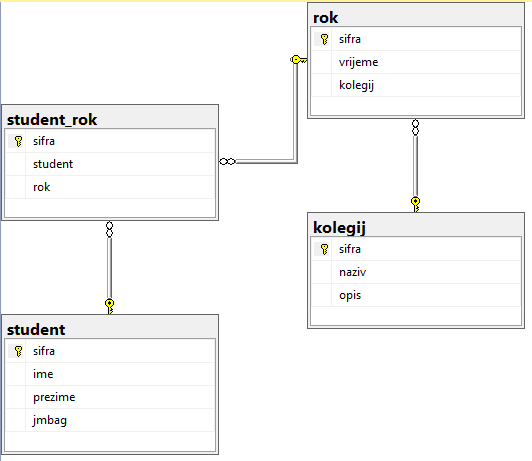 rok
sifra
vrijeme
kolegij
student_rok
sifra
student
rok
kolegij
sifra
naziv
opis
student
sifra
ime
prezime
jmbag